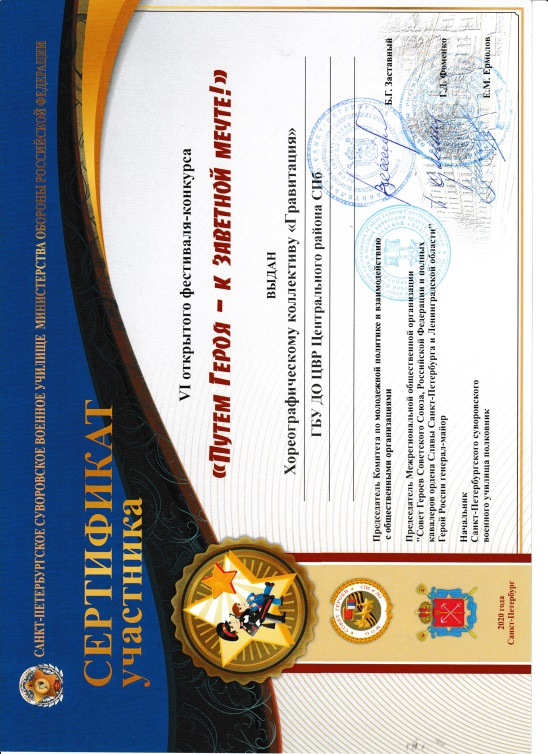 САНКТ-ПЕТЕРБУРГСКОЕ СУВОРОВСКОЕ ВОЕННОЕ УЧИЛИЩЕ МИНИСТЕРСТВА ОБОРОНЫ РОССИЙСКОЙ ФЕДЕРАЦИИ
СЕРТИФИКАТ
участника
VI открытого фестиваля-конкурса
«Путем Героя – к заветной мечте!»
ВЫДАН
Хореографическому коллективу «Гравитация»
ГБУ ДО ЦВР Центрального района СПб
Председатель Комитета по молодежной политике и взаимодействию
с общественными организациями
Б.Г. Заставный
Председатель Межрегиональной общественной организации
"Совет Героев Советского Союза, Российской Федерации и полных
кавалеров ордена Славы Санкт-Петербурга и Ленинградской области"
Герой России генерал-майор
Г.Д. Фоменко
Начальник
Санкт-Петербургского суворовского
военного училища полковник
Е.М. Ермолов
2020 года
Санкт-Петербург